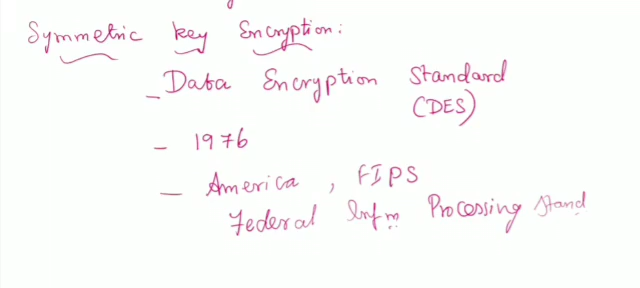 Symmetric key Encryption:
- Data Encryption Standard
(DES)
- 1976
- America, FIPS
Federal Infm Processing Stand